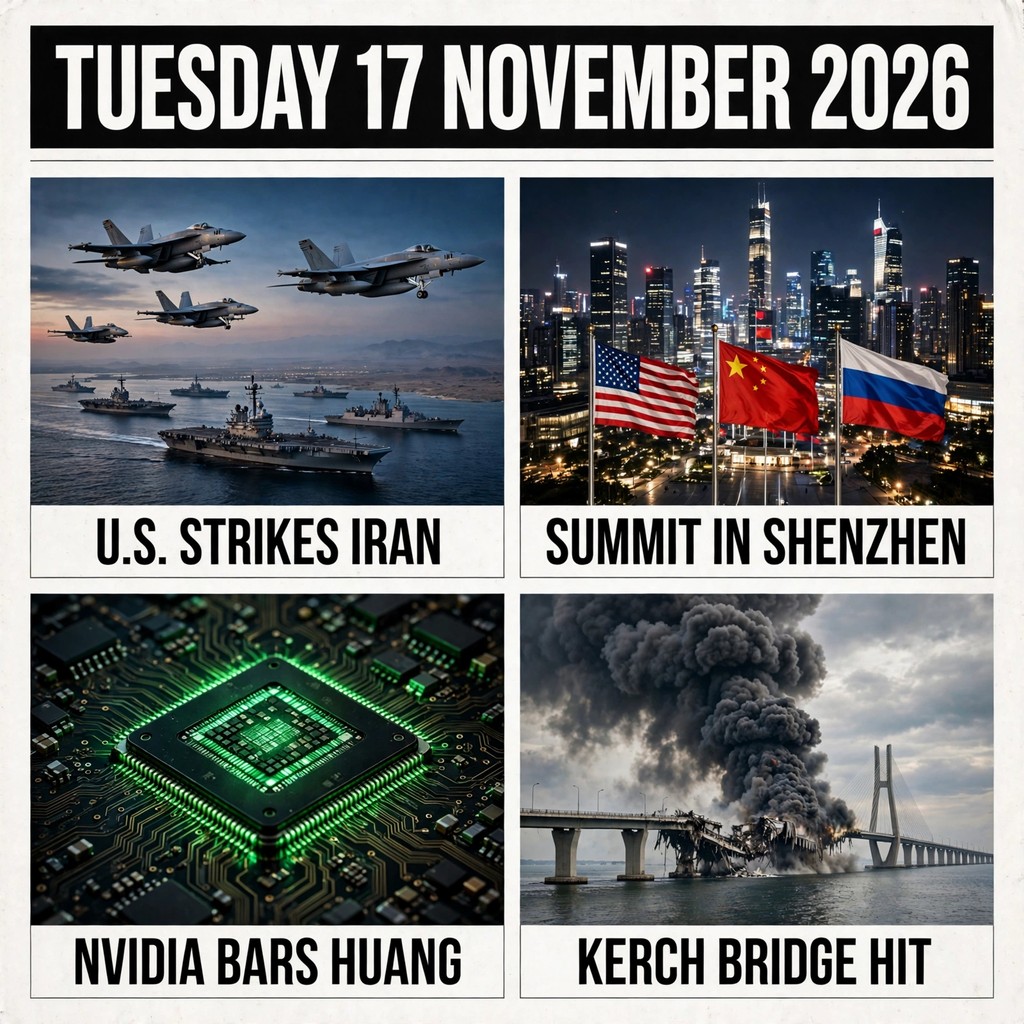 TUESDAY 17 NOVEMBER 2026
U.S. STRIKES IRAN
SUMMIT IN SHENZHEN
NVIDIA BARS HUANG
KERCH BRIDGE HIT